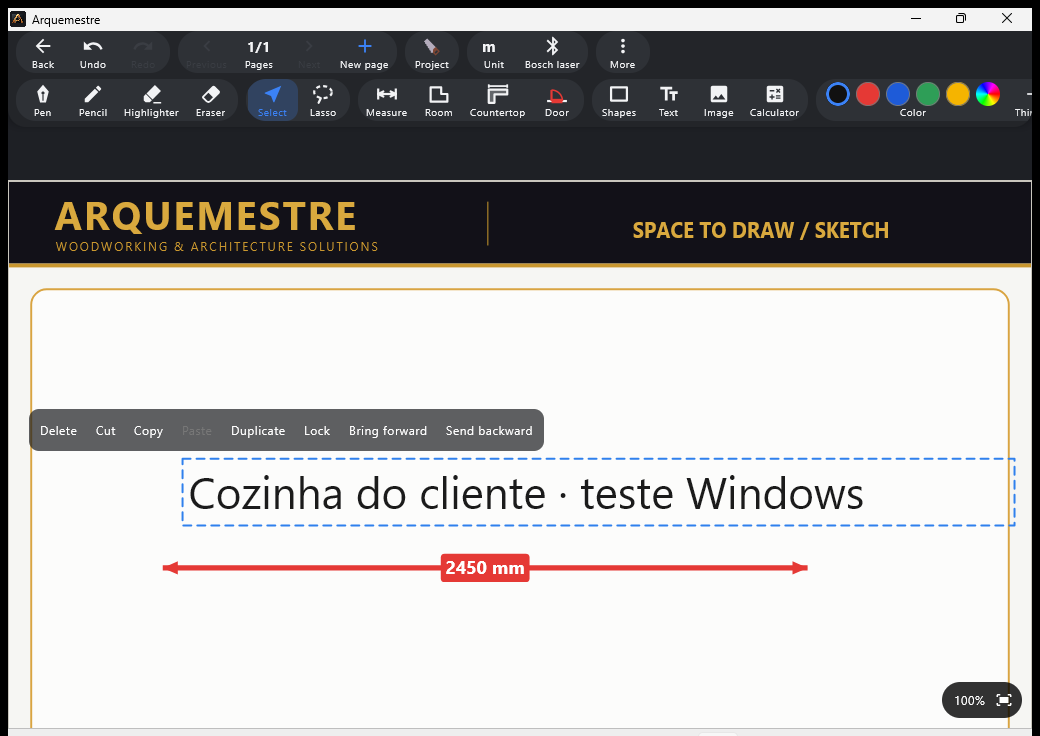 Arquemestre
Back Undo Redo Previous 1/1 Pages Next New page Project m Unit Bosch laser More
Pen Pencil Highlighter Eraser Select Lasso Measure Room Countertop Door Shapes Text Image Calculator Color
ARQUEMESTRE
WOODWORKING & ARCHITECTURE SOLUTIONS
SPACE TO DRAW / SKETCH
Delete Cut Copy Paste Duplicate Lock Bring forward Send backward
Cozinha do cliente · teste Windows
2450 mm
100%